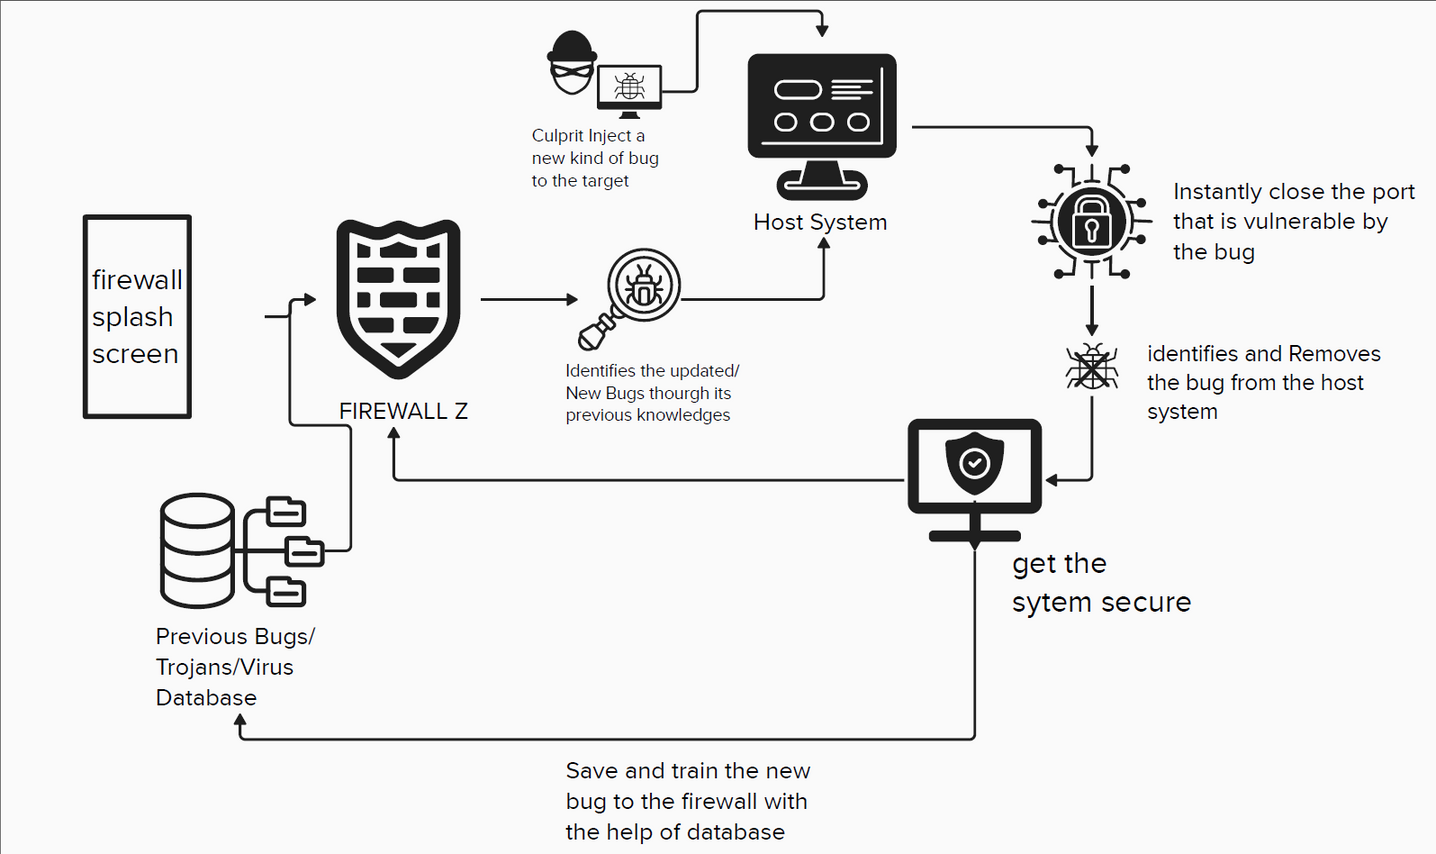 Culprit Inject a
new kind of bug
to the target
Host System
Instantly close the port
that is vulnerable by
the bug
firewall
splash
screen
FIREWALL Z
Identifies the updated/
New Bugs thourgh its
previous knowledges
identifies and Removes
the bug from the host
system
get the
sytem secure
Previous Bugs/
Trojans/Virus
Database
Save and train the new
bug to the firewall with
the help of database